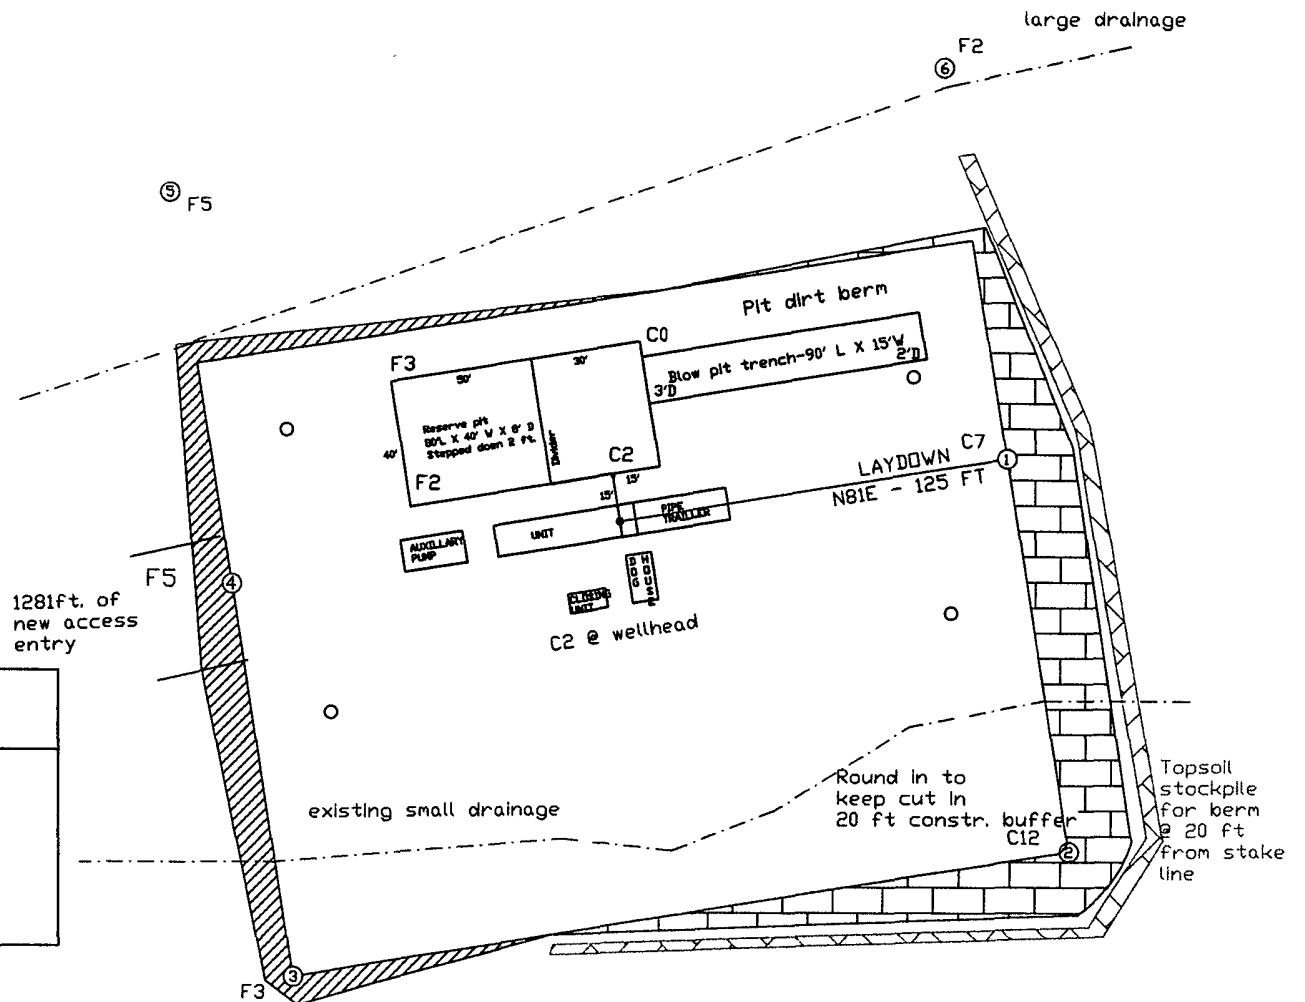 large drainage
F2
6
5
F5
Pit dirt berm
C0
F3
50'
30'
Blow pit trench-90' L X 15'W
2'D
3'D
Reserve pit
80'L X 40' W X 8' D
Stepped down 2 ft.
Divider
40'
C2
F2
15'
15'
C7
1
LAYDOWN
N81E - 125 FT
PIPE
TRAILLER
UNIT
AUXILLARY
PUMP
DOG
HOUSE
CLOSING
UNIT
C2 @ wellhead
F5
4
1281ft. of
new access
entry
Round in to
keep cut in
20 ft constr. buffer
C12
2
existing small drainage
Topsoil
stockpile
for berm
@ 20 ft
from stake
line
3
F3